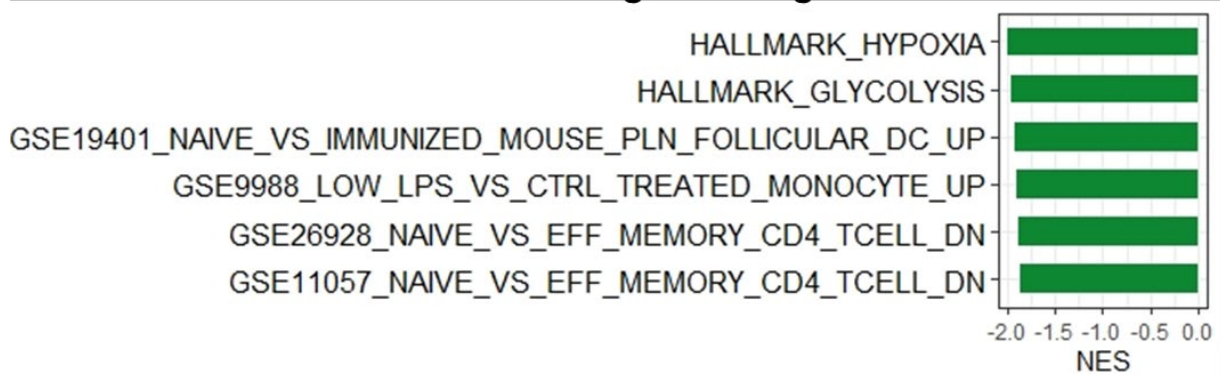 HALLMARK_HYPOXIA
HALLMARK_GLYCOLYSIS
GSE19401_NAIVE_VS_IMMUNIZED_MOUSE_PLN_FOLLICULAR_DC_UP
GSE9988_LOW_LPS_VS_CTRL_TREATED_MONOCYTE_UP
GSE26928_NAIVE_VS_EFF_MEMORY_CD4_TCELL_DN
GSE11057_NAIVE_VS_EFF_MEMORY_CD4_TCELL_DN
-2.0 -1.5 -1.0 -0.5 0.0
NES